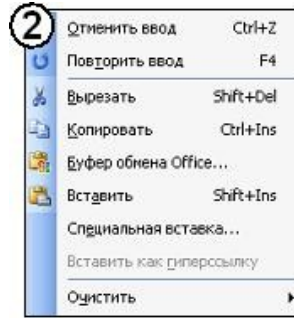 2
Отменить ввод Ctrl+Z
Повторить ввод F4
Вырезать Shift+Del
Копировать Ctrl+Ins
Буфер обмена Office...
Вставить Shift+Ins
Специальная вставка...
Вставить как гиперссылку
Очистить